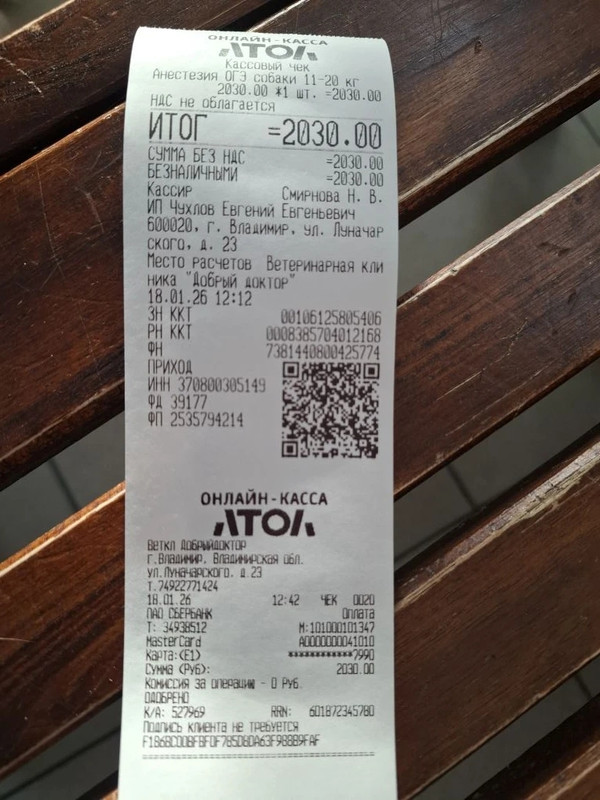 ОНЛАЙН-КАССА
АТОЛ
Кассовый чек
Анестезия ОГЭ собаки 11-20 кг
2030.00 *1 шт. =2030.00
НДС не облагается
ИТОГ =2030.00
СУММА БЕЗ НДС =2030.00
БЕЗНАЛИЧНЫМИ =2030.00
Кассир Смирнова Н. В.
ИП Чухлов Евгений Евгеньевич
600020, г. Владимир, ул. Луначар
ского, д. 23
Место расчетов Ветеринарная кли
ника "Добрый доктор"
18.01.26 12:12
ЗН ККТ 00106125805406
РН ККТ 0008385704012168
ФН 7381440800425774
ПРИХОД
ИНН 370800305149
ФД 39177
ФП 2535794214
ОНЛАЙН-КАССА
АТОЛ
Веткл Добрыйдоктор
г.Владимир, Владимирская обл.
ул.Луначарского, д.23
т.74922771424
18.01.26 12:42 ЧЕК 0020
ПАО СБЕРБАНК Оплата
Т: 34938512 М:101000101347
MasterCard A0000000041010
Карта:(E1) ************7990
Сумма (Руб): 2030.00
Комиссия за операцию - 0 Руб.
ОДОБРЕНО
К/А: 527969 RRN: 601872345780
Подпись клиента не требуется